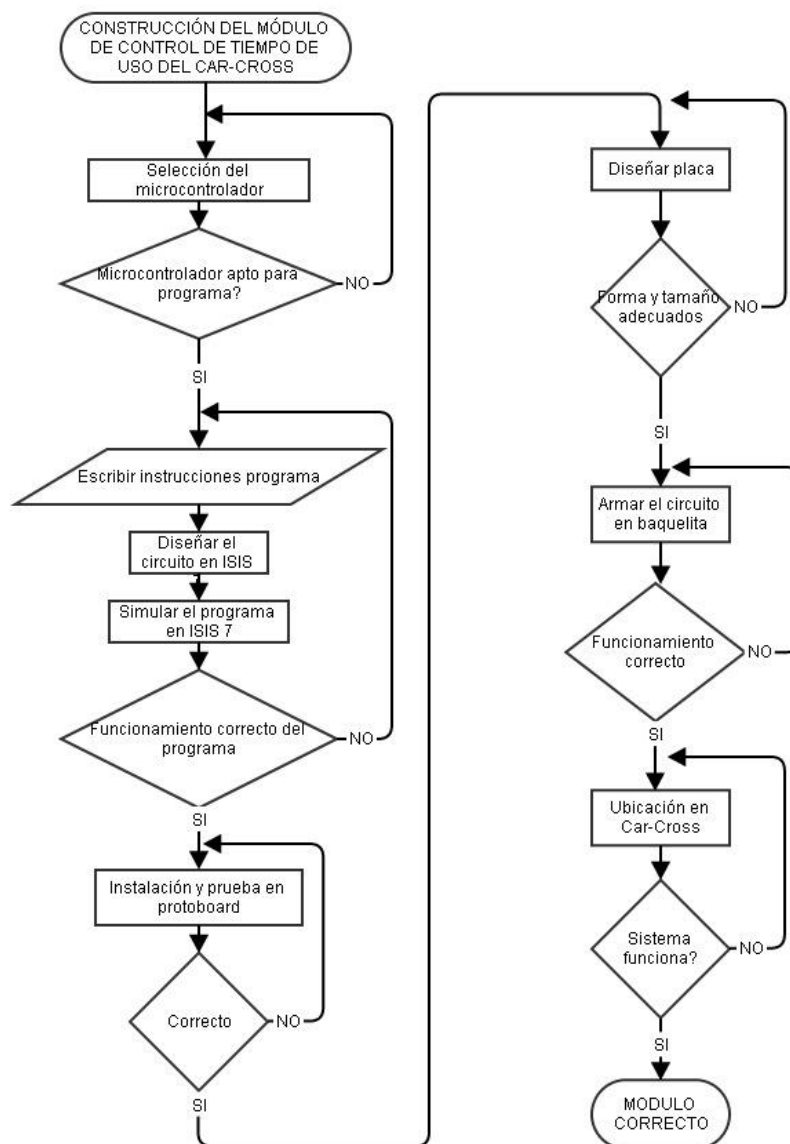 CONSTRUCCIÓN DEL MÓDULO
DE CONTROL DE TIEMPO DE
USO DEL CAR-CROSS
Selección del
microcontrolador
Microcontrolador apto para
programa?
NO
SI
Escribir instrucciones programa
Diseñar el
circuito en ISIS
Simular el programa
en ISIS 7
Funcionamiento correcto del
programa
NO
SI
Instalación y prueba en
protoboard
Correcto
NO
SI
Diseñar placa
Forma y tamaño
adecuados
NO
SI
Armar el circuito
en baquelita
Funcionamiento
correcto
NO
SI
Ubicación en
Car-Cross
Sistema
funciona?
NO
SI
MODULO
CORRECTO